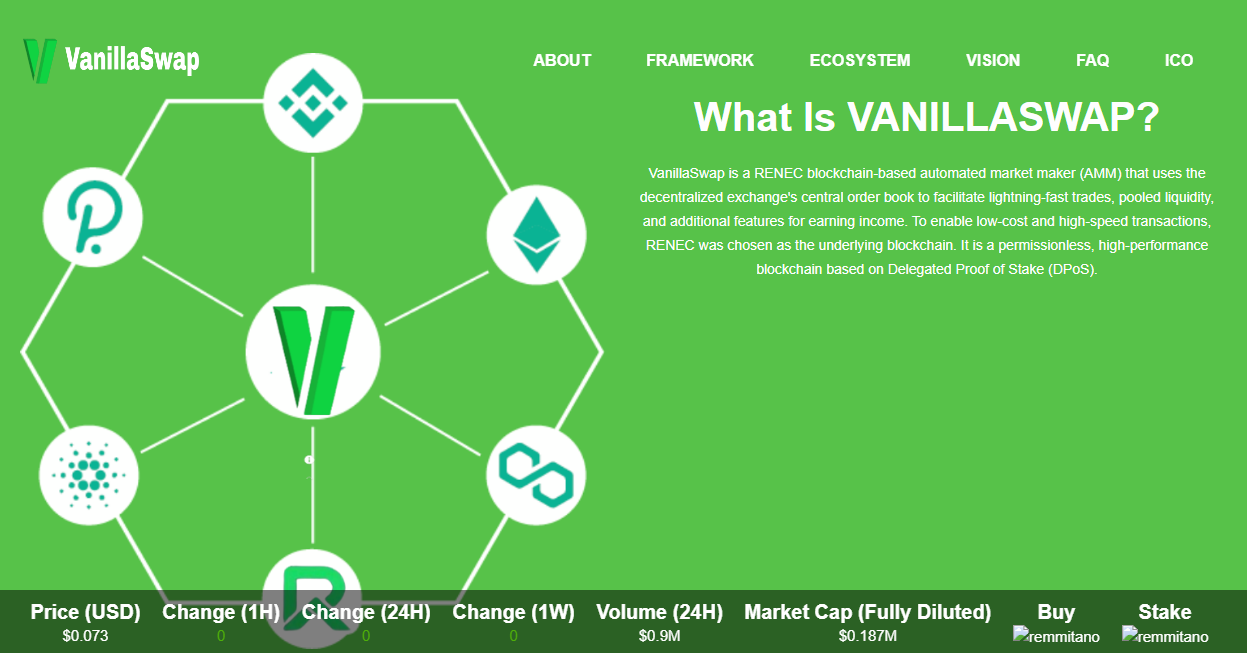 VanillaSwap
ABOUT FRAMEWORK ECOSYSTEM VISION FAQ ICO
What Is VANILLASWAP?
VanillaSwap is a RENEC blockchain-based automated market maker (AMM) that uses the
decentralized exchange's central order book to facilitate lightning-fast trades, pooled liquidity,
and additional features for earning income. To enable low-cost and high-speed transactions,
RENEC was chosen as the underlying blockchain. It is a permissionless, high-performance
blockchain based on Delegated Proof of Stake (DPoS).
Price (USD) Change (1H) Change (24H) Change (1W) Volume (24H) Market Cap (Fully Diluted) Buy Stake
$0.073 0 0 0 $0.9M $0.187M remmitano remmitano